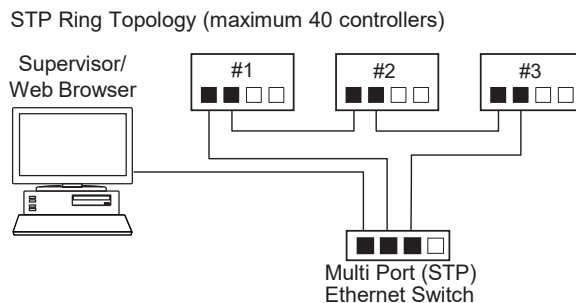 STP Ring Topology (maximum 40 controllers)
Supervisor/
Web Browser
#1
#2
#3
Multi Port (STP)
Ethernet Switch